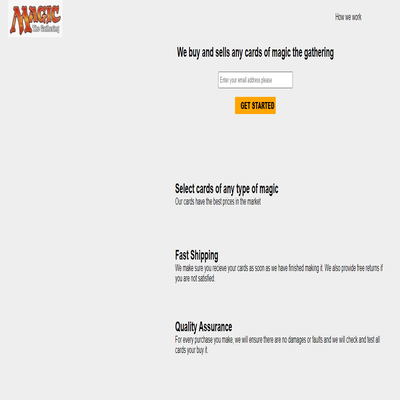 MAGIC
The Gathering
How we work
We buy and sells any cards of magic the gathering
Enter your email address please
GET STARTED
Select cards of any type of magic
Our cards have the best prices in the market
Fast Shipping
We make sure you recieve your cards as soon as we have finished making it. We also provide free returns if
you are not satisfied.
Quality Assurance
For every purchase you make, we will ensure there are no damages or faults and we will check and test all
cards your buy it.